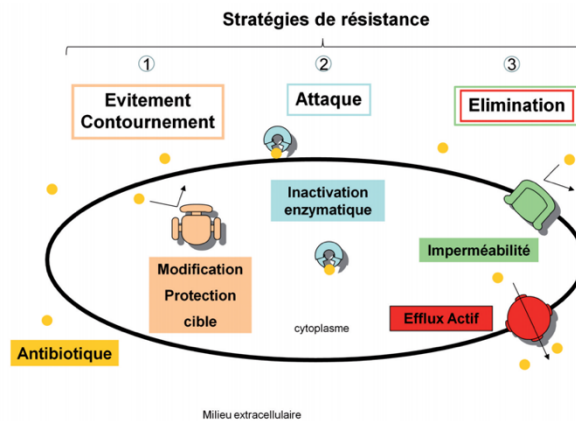 Stratégies de résistance
① ② ③
Evitement
Contournement
Attaque
Elimination
Inactivation
enzymatique
Modification
Protection
cible
Imperméabilité
Efflux Actif
cytoplasme
Antibiotique
Milieu extracellulaire